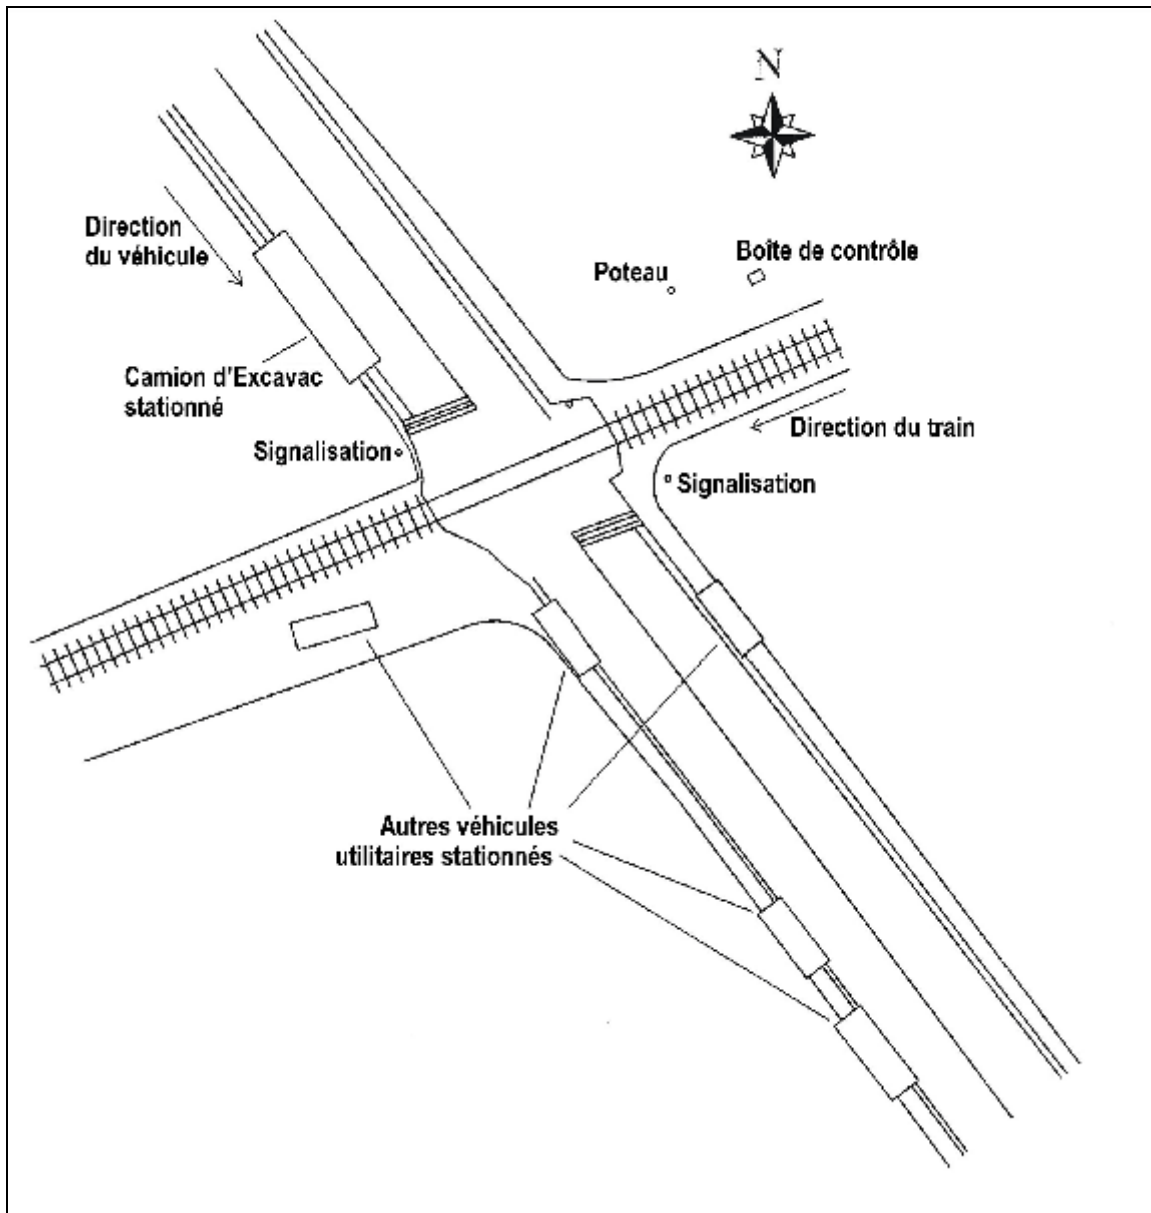 N
Direction
du véhicule
Boîte de contrôle
Poteau
Camion d'Excavac
stationné
Direction du train
Signalisation
Signalisation
Autres véhicules
utilitaires stationnés